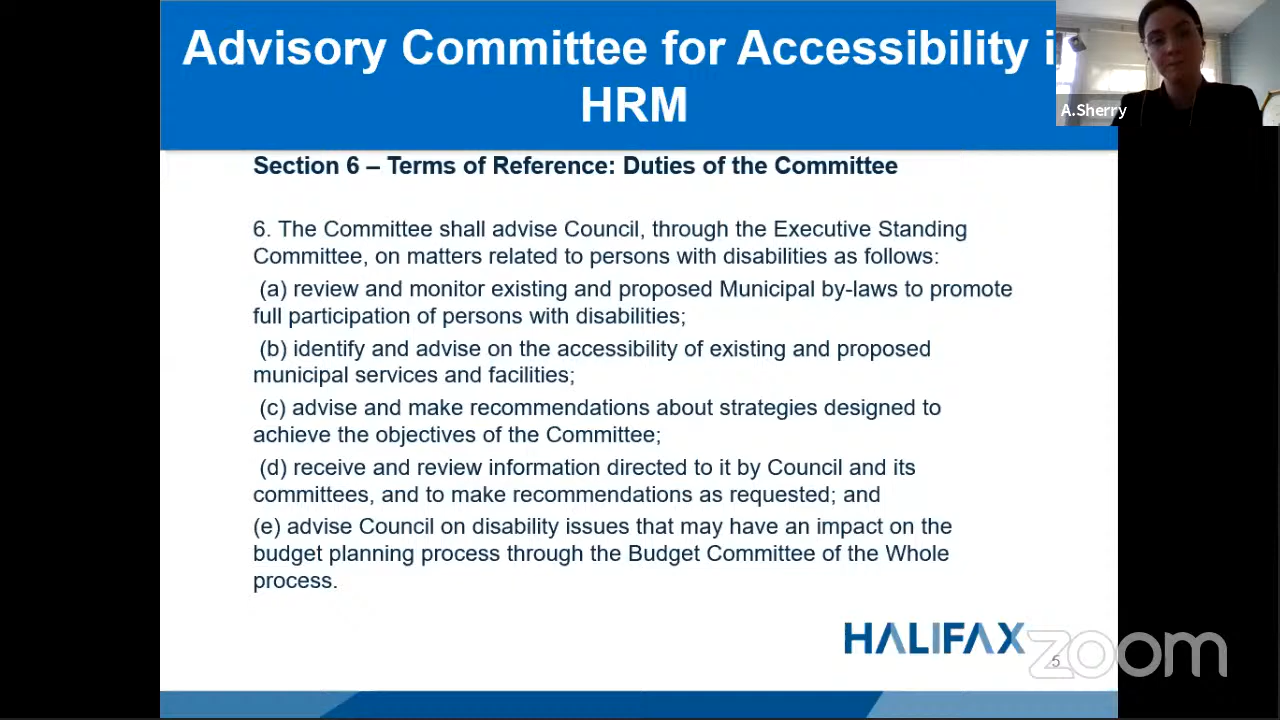 Advisory Committee for Accessibility i
HRM
A.Sherry
Section 6 – Terms of Reference: Duties of the Committee
6. The Committee shall advise Council, through the Executive Standing
Committee, on matters related to persons with disabilities as follows:
(a) review and monitor existing and proposed Municipal by-laws to promote
full participation of persons with disabilities;
(b) identify and advise on the accessibility of existing and proposed
municipal services and facilities;
(c) advise and make recommendations about strategies designed to
achieve the objectives of the Committee;
(d) receive and review information directed to it by Council and its
committees, and to make recommendations as requested; and
(e) advise Council on disability issues that may have an impact on the
budget planning process through the Budget Committee of the Whole
process.
HALIFAX
zoom
5